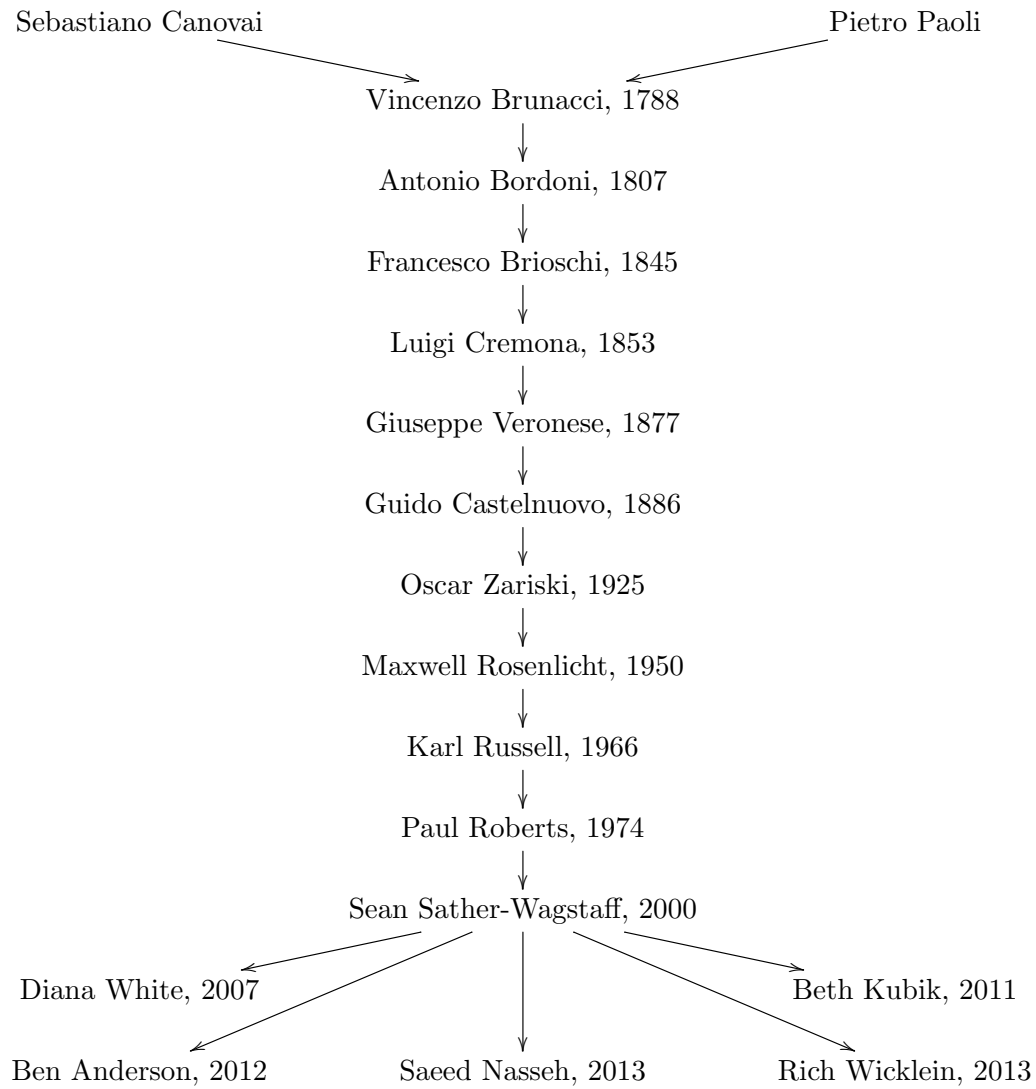 Sebastiano Canovai
Pietro Paoli
Vincenzo Brunacci, 1788
Antonio Bordoni, 1807
Francesco Brioschi, 1845
Luigi Cremona, 1853
Giuseppe Veronese, 1877
Guido Castelnuovo, 1886
Oscar Zariski, 1925
Maxwell Rosenlicht, 1950
Karl Russell, 1966
Paul Roberts, 1974
Sean Sather-Wagstaff, 2000
Diana White, 2007
Beth Kubik, 2011
Ben Anderson, 2012
Saeed Nasseh, 2013
Rich Wicklein, 2013